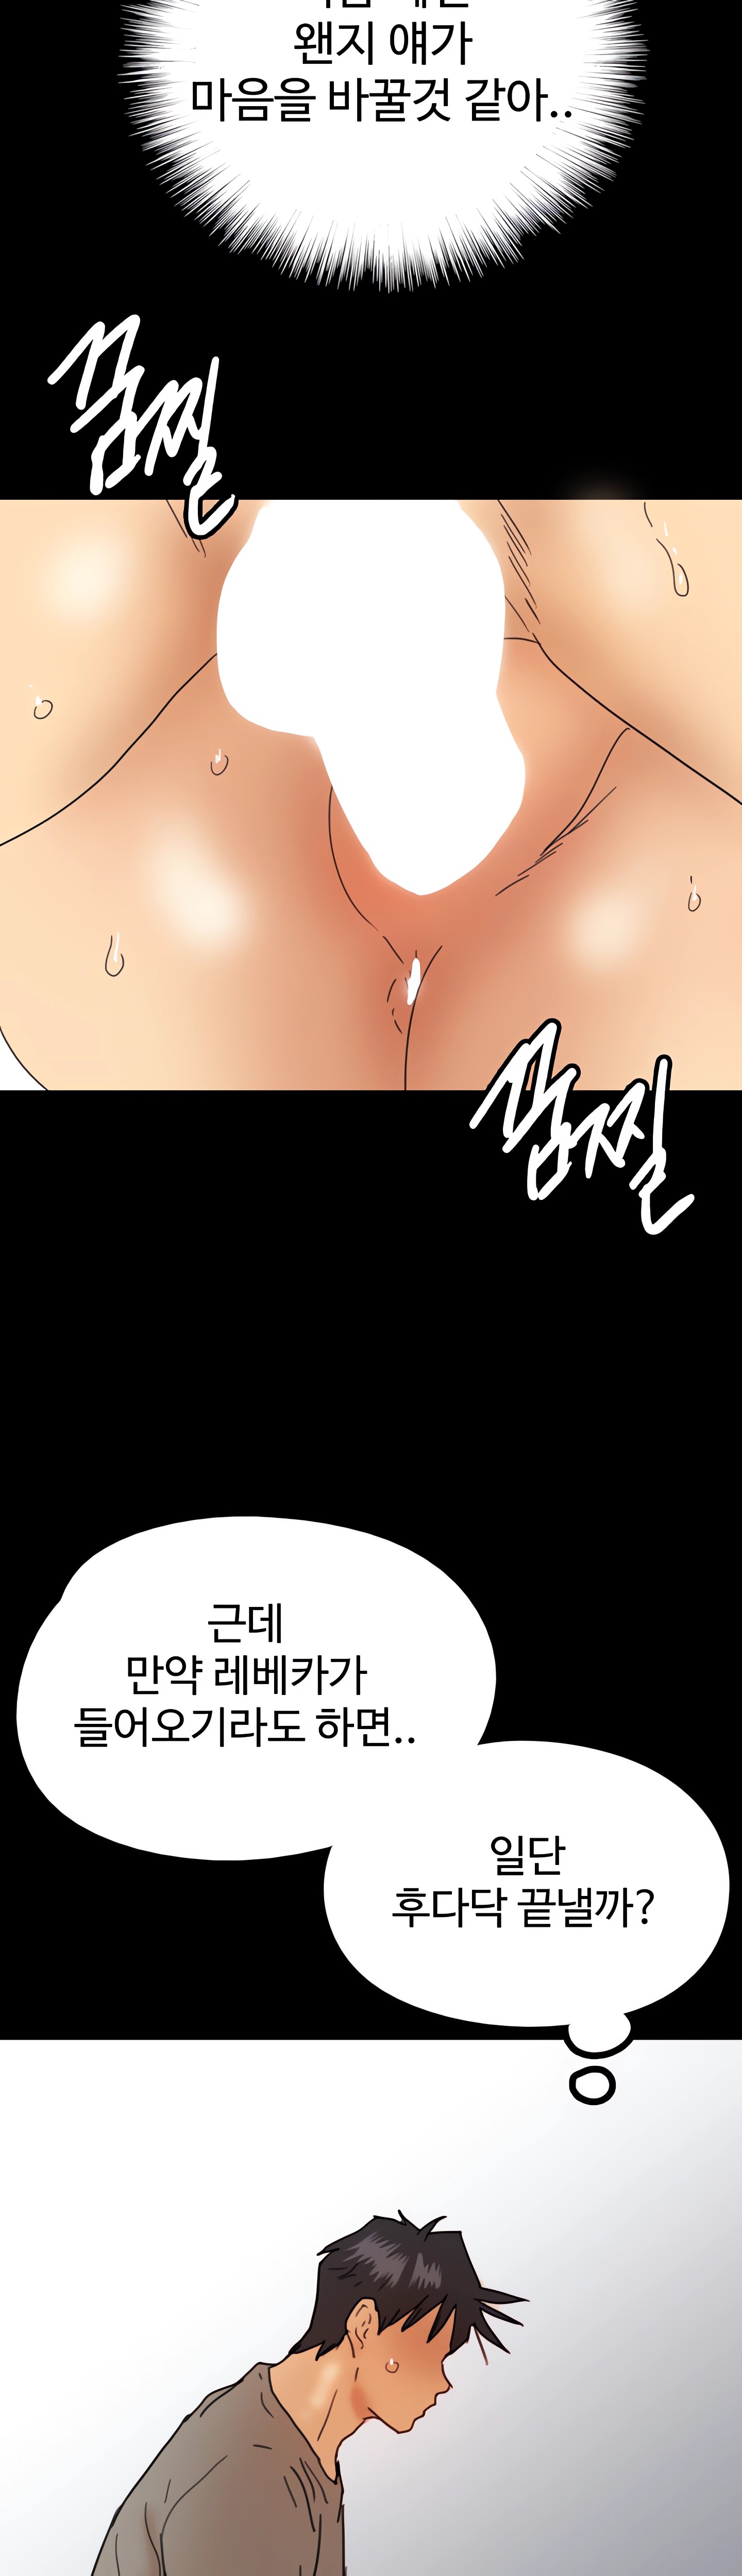 왠지 얘가
마음을 바꿀것 같아..
끔찔
끔찔
근데
만약 레베카가
들어오기라도 하면..
일단
후다닥 끝낼까?